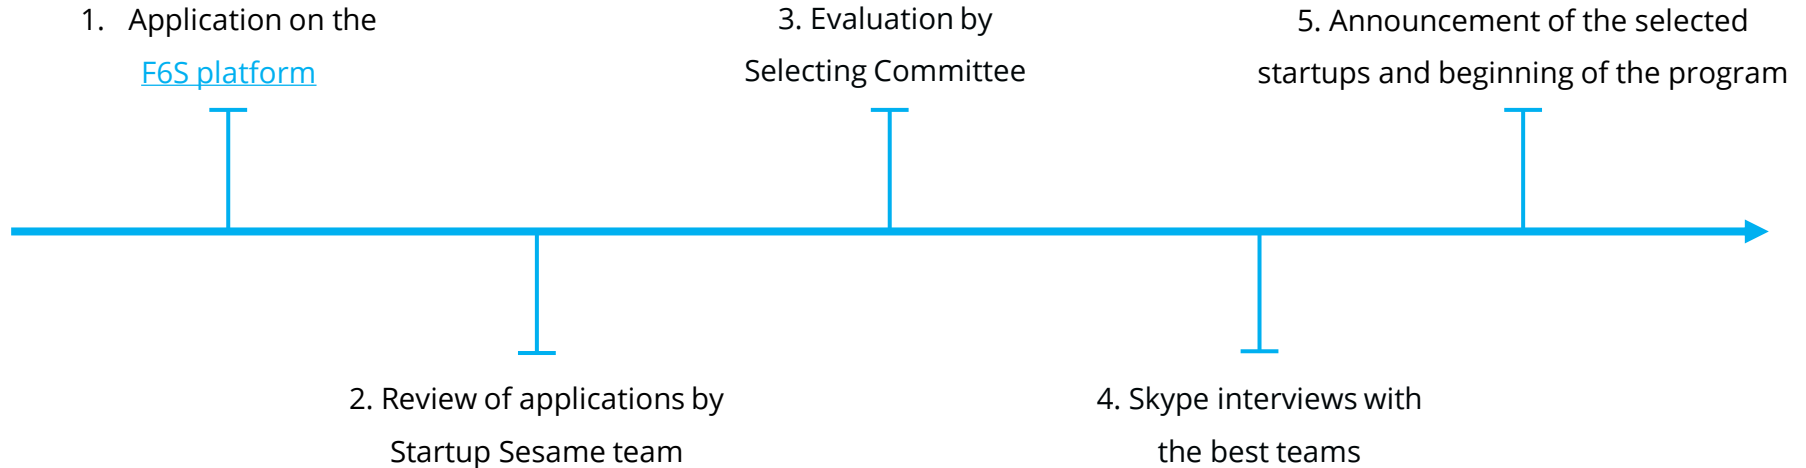 1. Application on the
F6S platform
2. Review of applications by
Startup Sesame team
3. Evaluation by
Selecting Committee
4. Skype interviews with
the best teams
5. Announcement of the selected
startups and beginning of the program